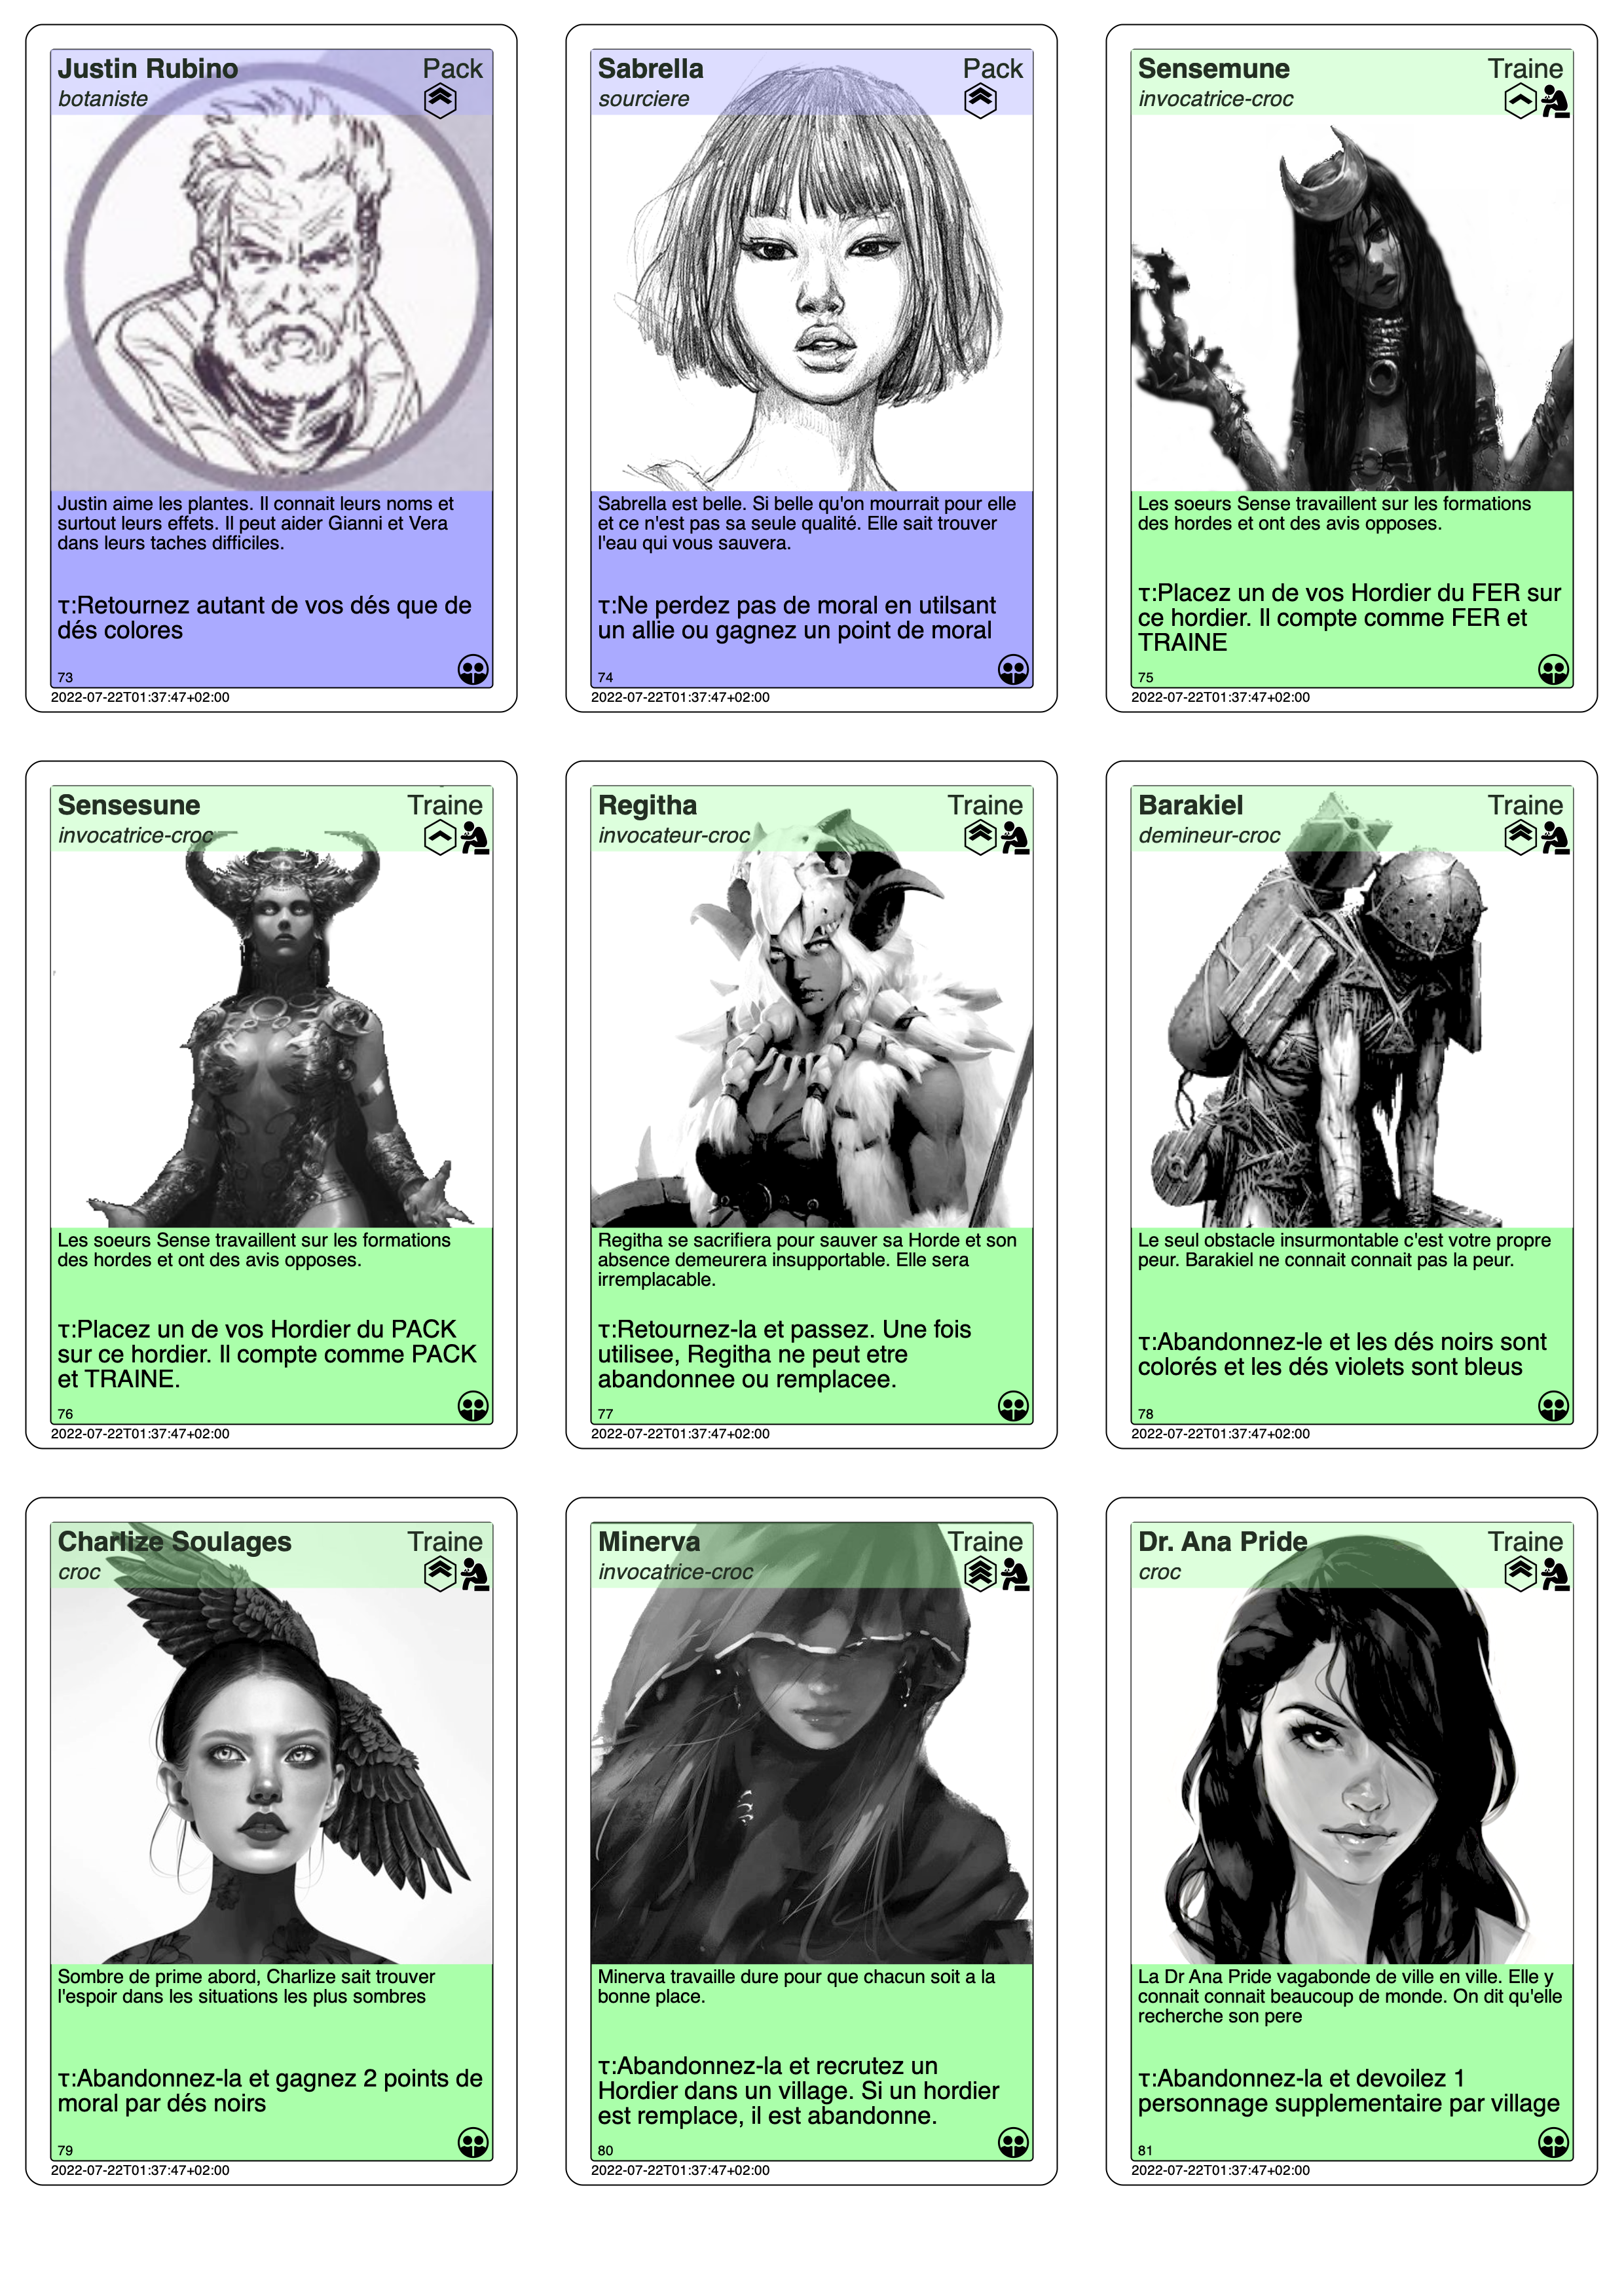 Justin Rubino
Pack
botaniste
Justin aime les plantes. Il connait leurs noms et
surtout leurs effets. Il peut aider Gianni et Vera
dans leurs taches difficiles.
τ:Retournez autant de vos dés que de
dés colores
73
2022-07-22T01:37:47+02:00
Sabrella
Pack
sourciere
Sabrella est belle. Si belle qu'on mourrait pour elle
et ce n'est pas sa seule qualité. Elle sait trouver
l'eau qui vous sauvera.
τ:Ne perdez pas de moral en utilsant
un allie ou gagnez un point de moral
74
2022-07-22T01:37:47+02:00
Sensemune
Traine
invocatrice-croc
Les soeurs Sense travaillent sur les formations
des hordes et ont des avis opposes.
τ:Placez un de vos Hordier du FER sur
ce hordier. Il compte comme FER et
TRAINE
75
2022-07-22T01:37:47+02:00
Sensesune
Traine
invocatrice-croc
Les soeurs Sense travaillent sur les formations
des hordes et ont des avis opposes.
τ:Placez un de vos Hordier du PACK
sur ce hordier. Il compte comme PACK
et TRAINE.
76
2022-07-22T01:37:47+02:00
Regitha
Traine
invocateur-croc
Regitha se sacrifiera pour sauver sa Horde et son
absence demeurera insupportable. Elle sera
irremplacable.
τ:Retournez-la et passez. Une fois
utilisee, Regitha ne peut etre
abandonnee ou remplacee.
77
2022-07-22T01:37:47+02:00
Barakiel
Traine
demineur-croc
Le seul obstacle insurmontable c'est votre propre
peur. Barakiel ne connait connait pas la peur.
τ:Abandonnez-le et les dés noirs sont
colorés et les dés violets sont bleus
78
2022-07-22T01:37:47+02:00
Charlize Soulages
Traine
croc
Sombre de prime abord, Charlize sait trouver
l'espoir dans les situations les plus sombres
τ:Abandonnez-la et gagnez 2 points de
moral par dés noirs
79
2022-07-22T01:37:47+02:00
Minerva
Traine
invocatrice-croc
Minerva travaille dure pour que chacun soit a la
bonne place.
τ:Abandonnez-la et recrutez un
Hordier dans un village. Si un hordier
est remplace, il est abandonne.
80
2022-07-22T01:37:47+02:00
Dr. Ana Pride
Traine
croc
La Dr Ana Pride vagabonde de ville en ville. Elle y
connait connait beaucoup de monde. On dit qu'elle
recherche son pere
τ:Abandonnez-la et devoilez 1
personnage supplementaire par village
81
2022-07-22T01:37:47+02:00